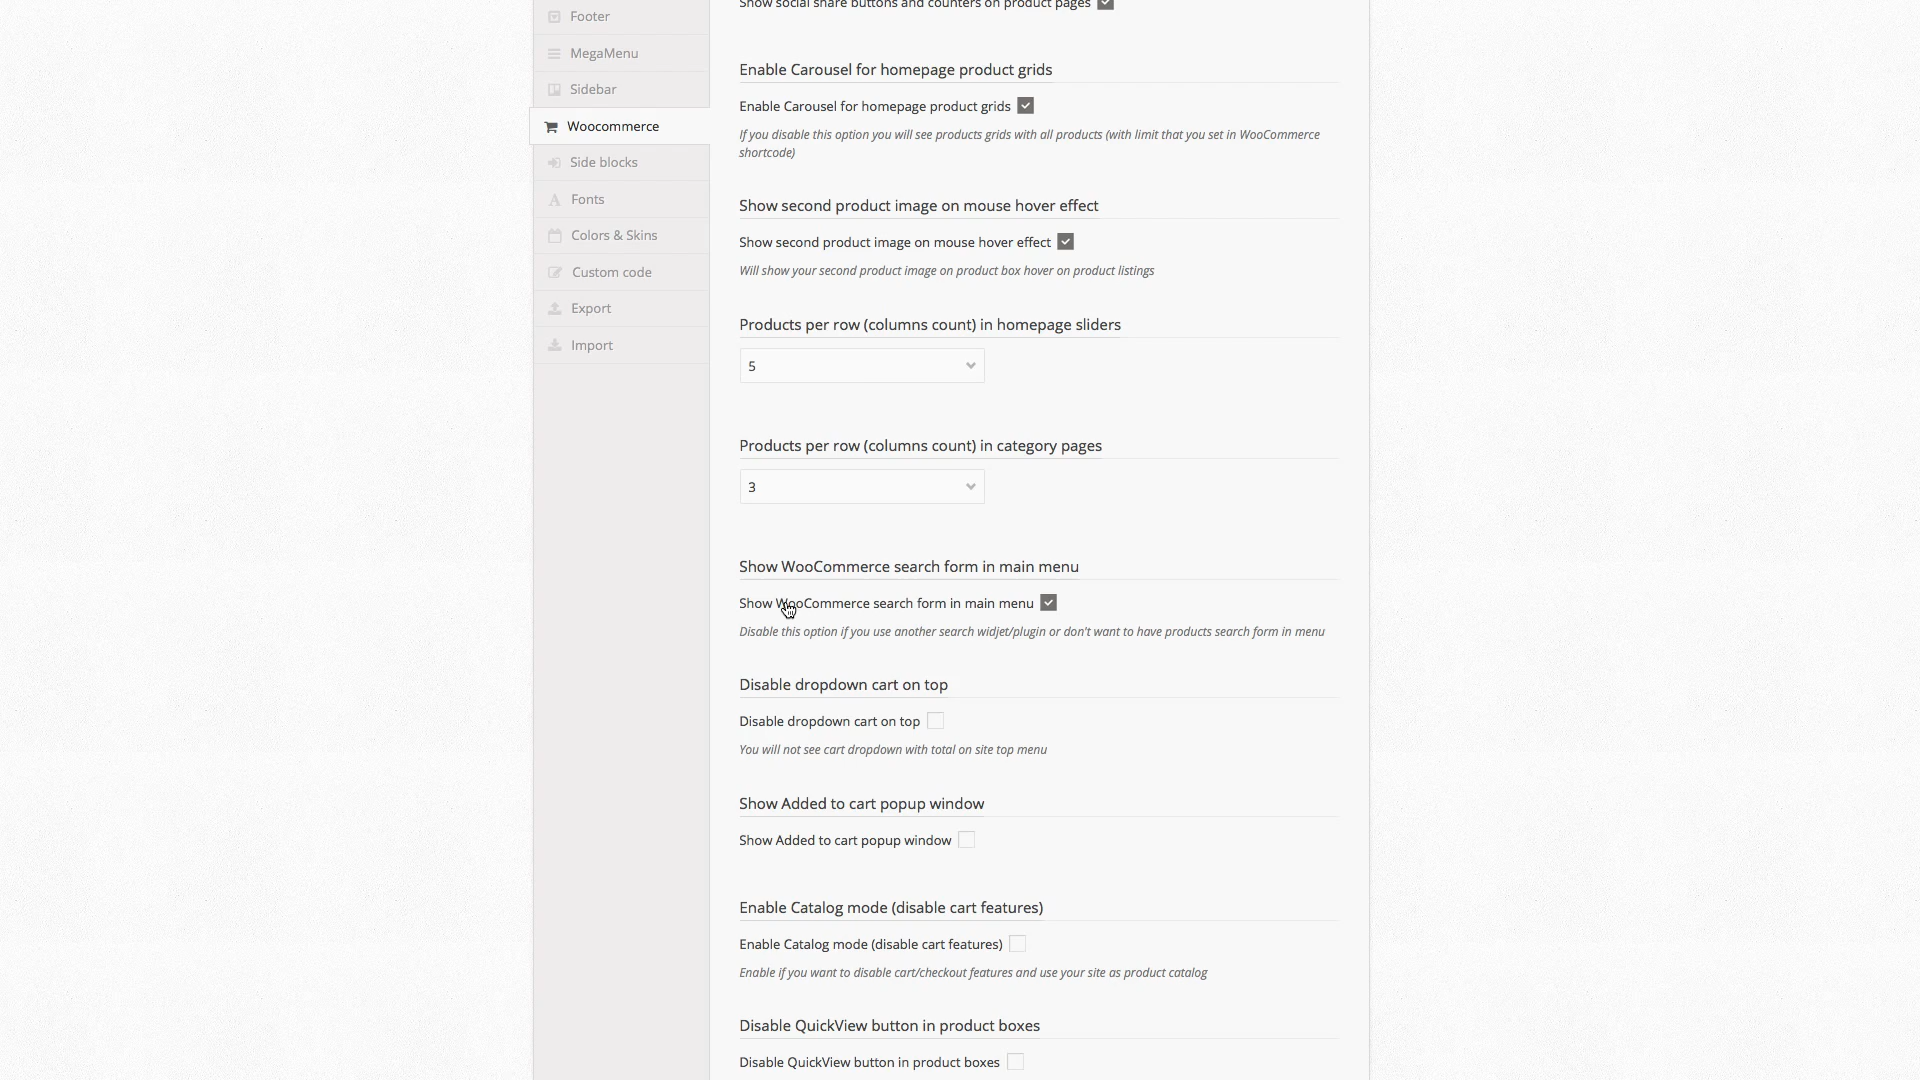 Show social share buttons and counters on product pages
Footer
MegaMenu
Sidebar
Woocommerce
Side blocks
Fonts
Colors & Skins
Custom code
Export
Import
Enable Carousel for homepage product grids
Enable Carousel for homepage product grids
If you disable this option you will see products grids with all products (with limit that you set in WooCommerce
shortcode)
Show second product image on mouse hover effect
Show second product image on mouse hover effect
Will show your second product image on product box hover on product listings
Products per row (columns count) in homepage sliders
5
Products per row (columns count) in category pages
3
Show WooCommerce search form in main menu
Show WooCommerce search form in main menu
Disable this option if you use another search widjet/plugin or don't want to have products search form in menu
Disable dropdown cart on top
Disable dropdown cart on top
You will not see cart dropdown with total on site top menu
Show Added to cart popup window
Show Added to cart popup window
Enable Catalog mode (disable cart features)
Enable Catalog mode (disable cart features)
Enable if you want to disable cart/checkout features and use your site as product catalog
Disable QuickView button in product boxes
Disable QuickView button in product boxes